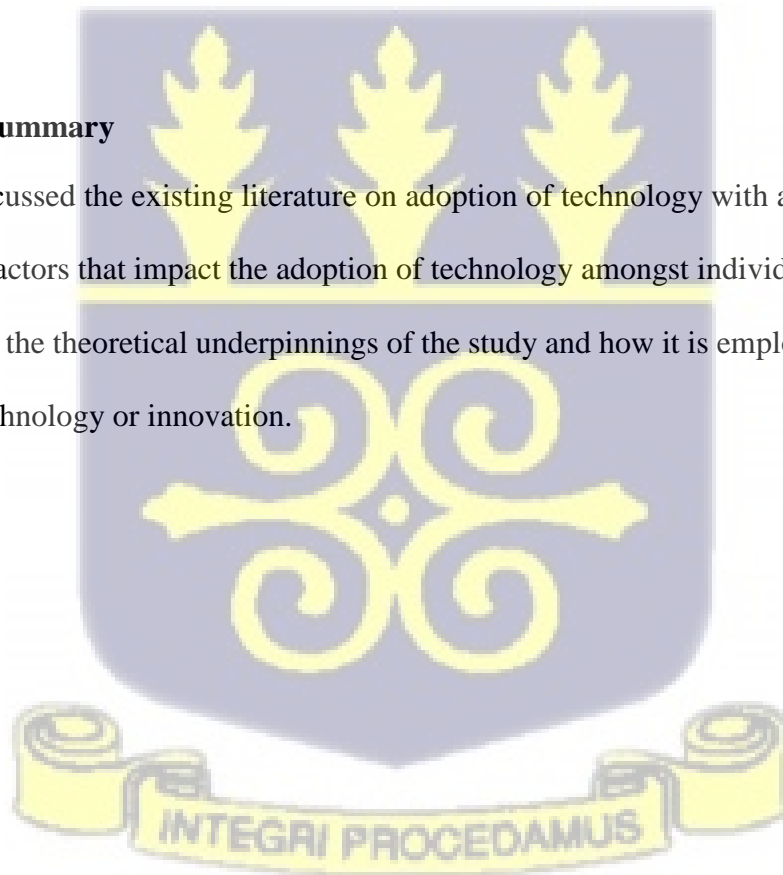 ummary
cussed the existing literature on adoption of technology with a
actors that impact the adoption of technology amongst individ
the theoretical underpinnings of the study and how it is emplo
hnology or innovation.
INTEGRI PROCEDAMUS